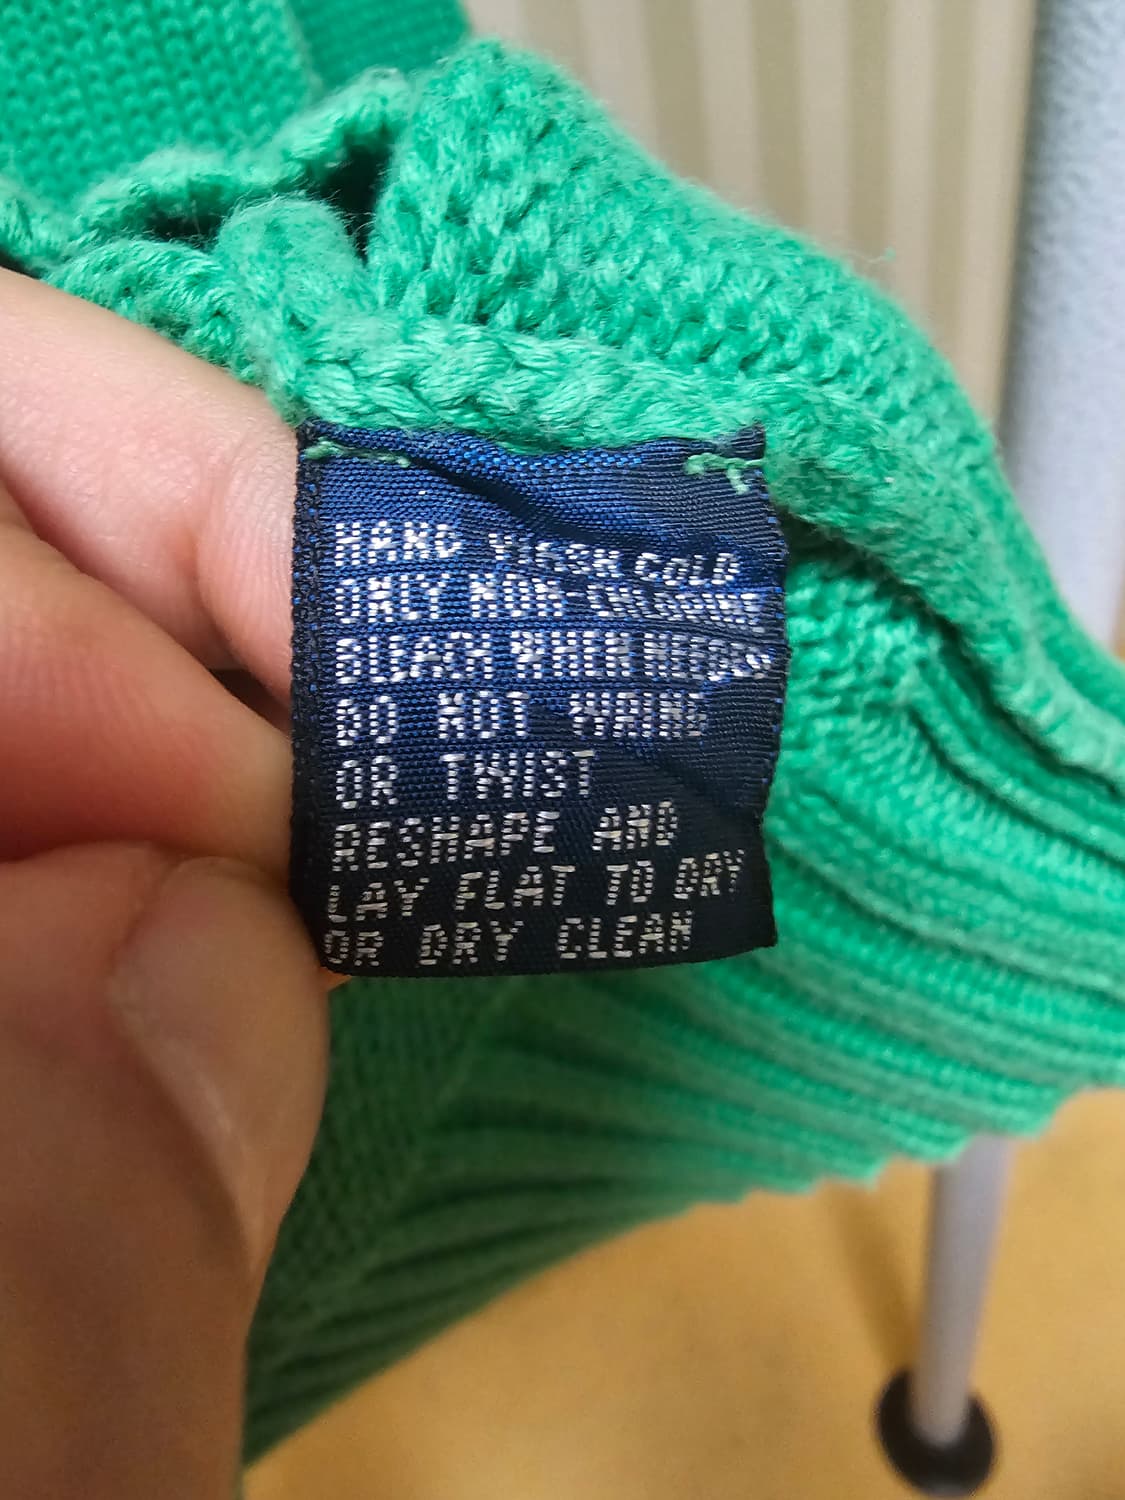 HAND WASH COLD
ONLY NON-CHLORINE
BLEACH WHEN NEEDED
DO NOT WRING
OR TWIST
RESHAPE AND
LAY FLAT TO DRY
OR DRY CLEAN